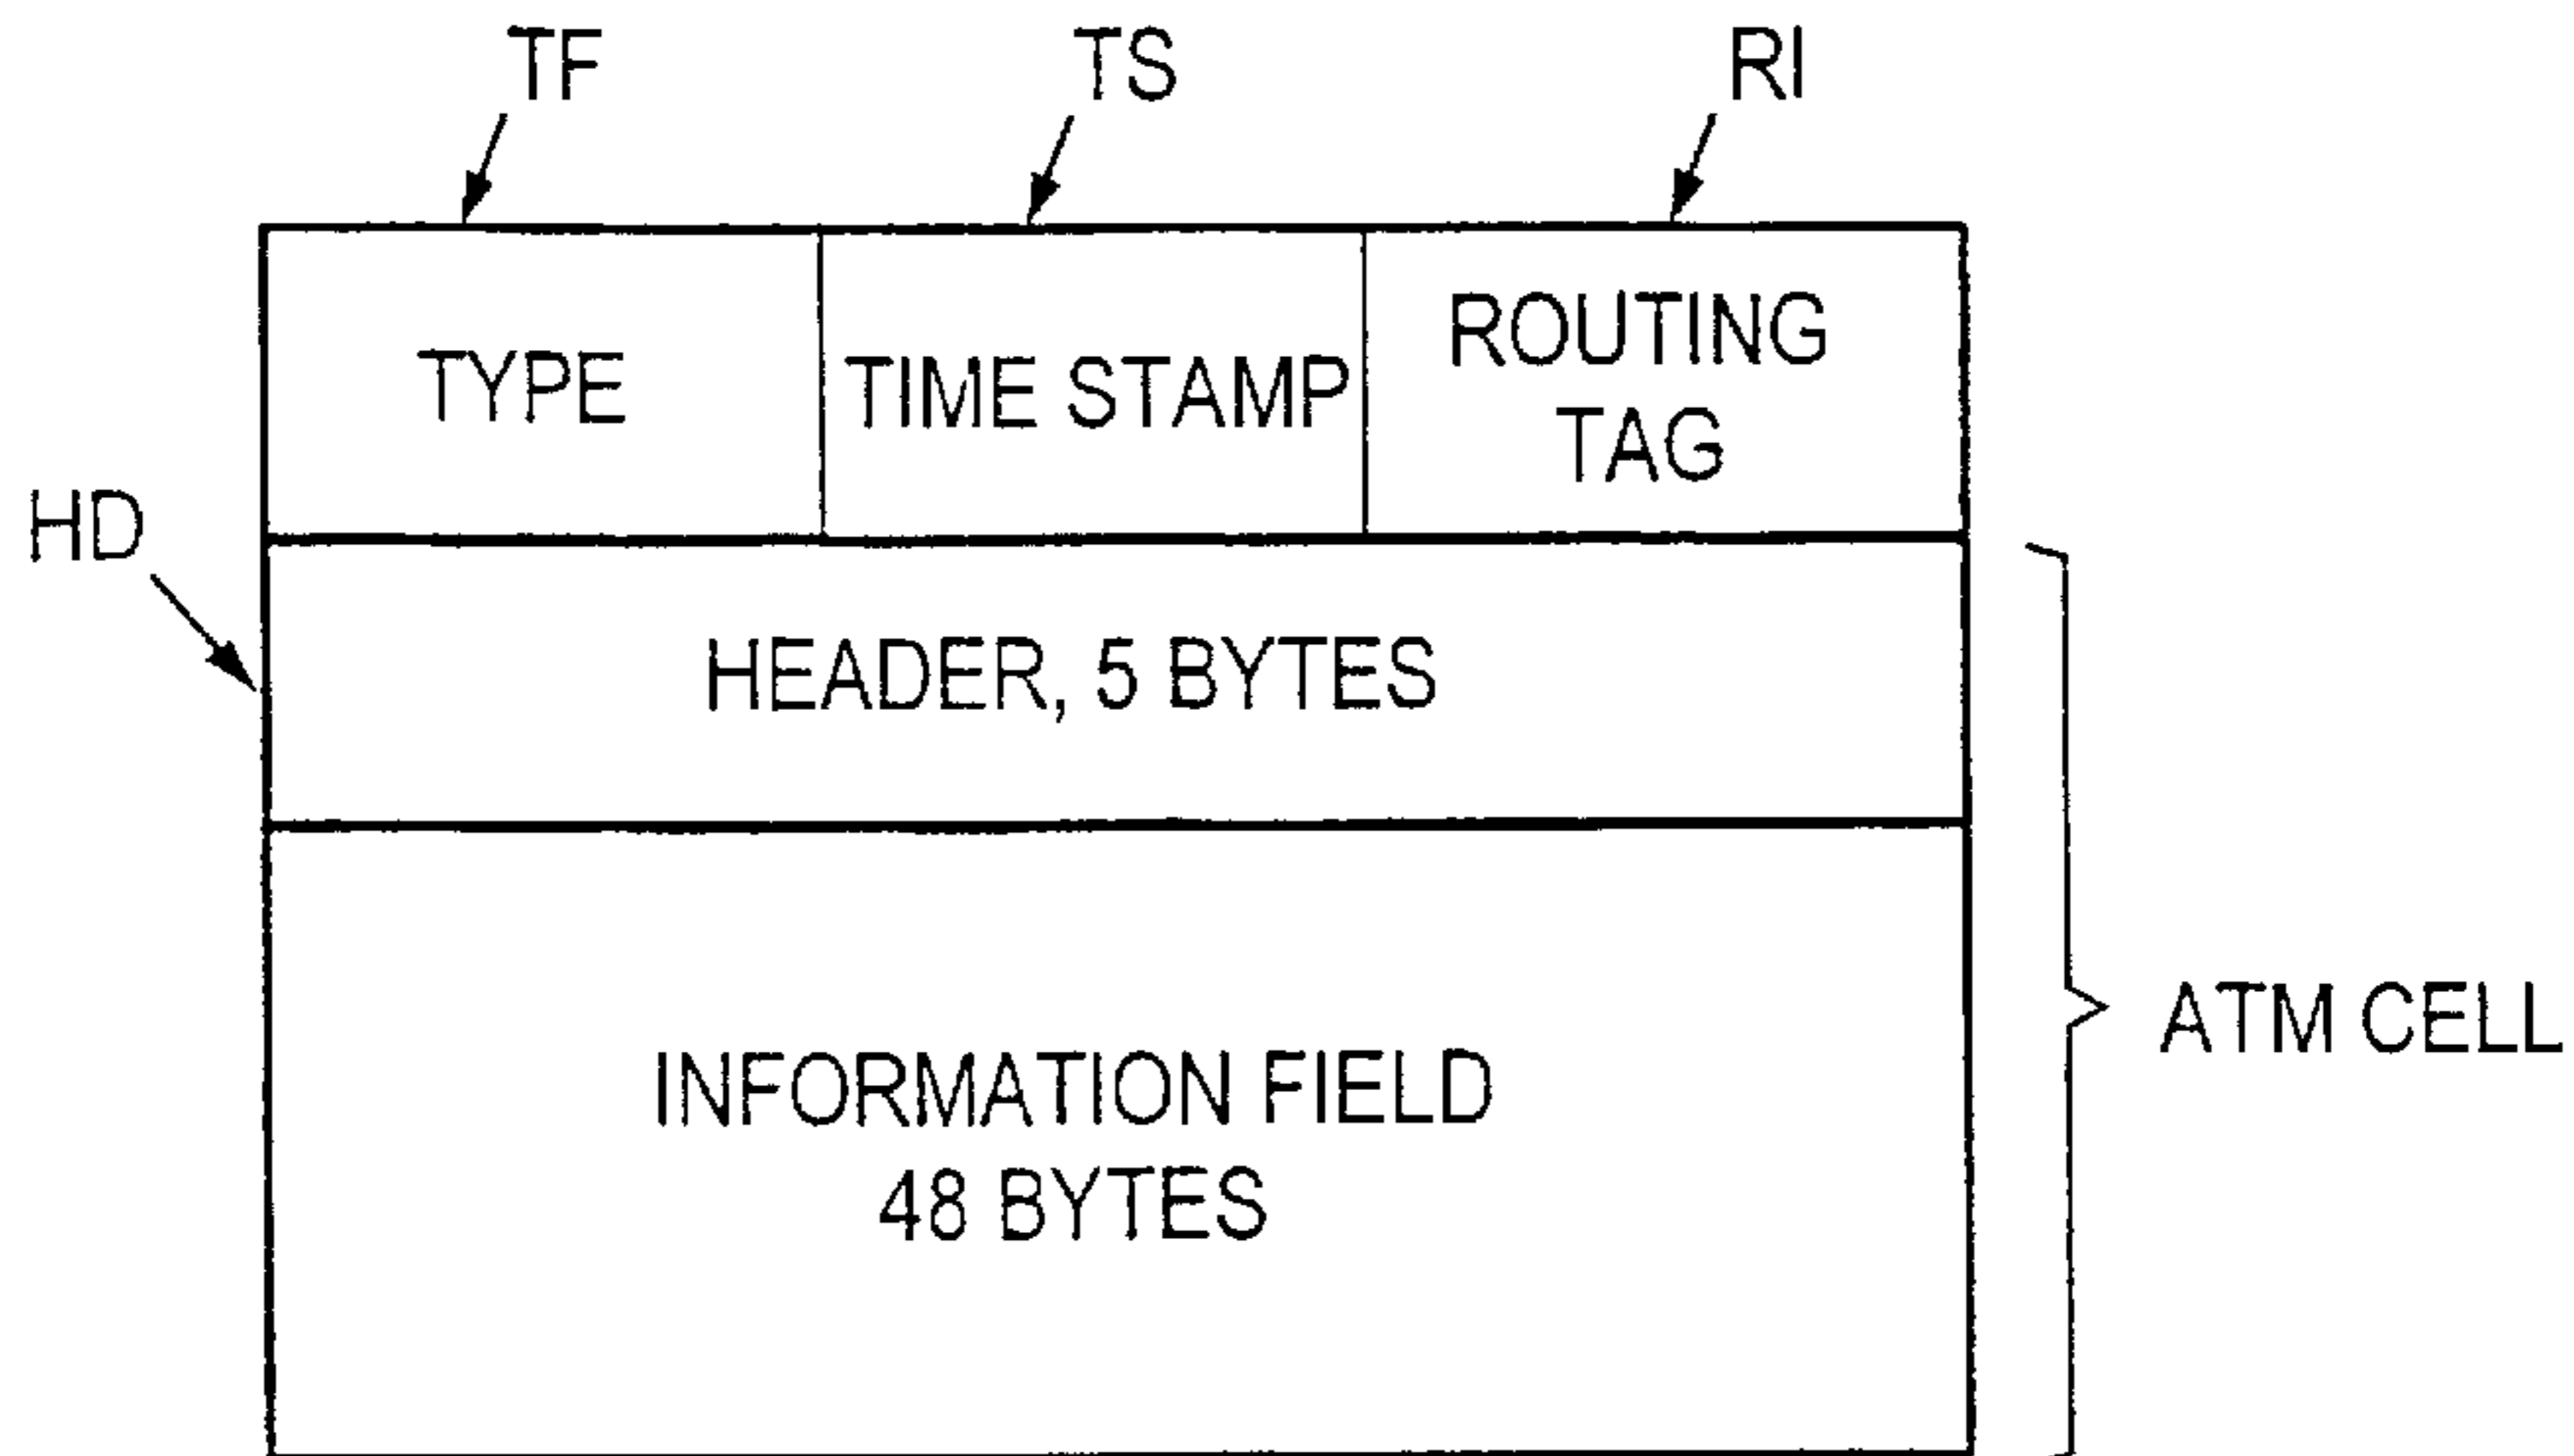 TF
TS
RI
TYPE
TIME STAMP
ROUTING
TAG
HD
HEADER, 5 BYTES
INFORMATION FIELD
48 BYTES
ATM CELL